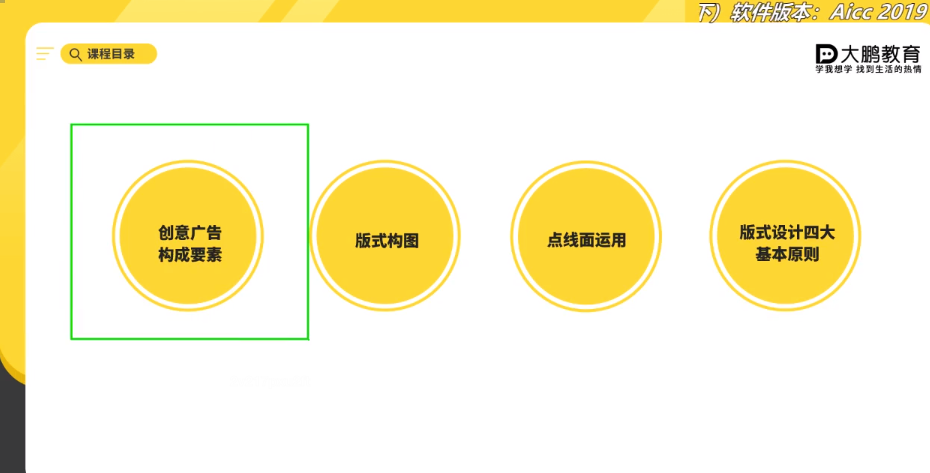 下）软件版本：Aicc 2019
课程目录
大鹏教育
学我想学 找到生活的热情
创意广告
构成要素
版式构图
点线面运用
版式设计四大
基本原则